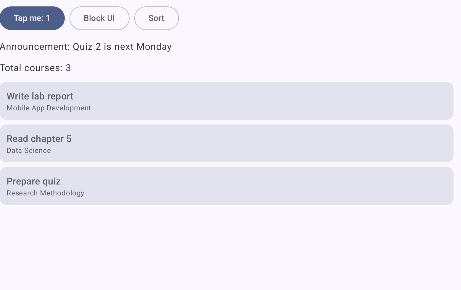 Tap me: 1
Block UI
Sort
Announcement: Quiz 2 is next Monday
Total courses: 3
Write lab report
Mobile App Development
Read chapter 5
Data Science
Prepare quiz
Research Methodology